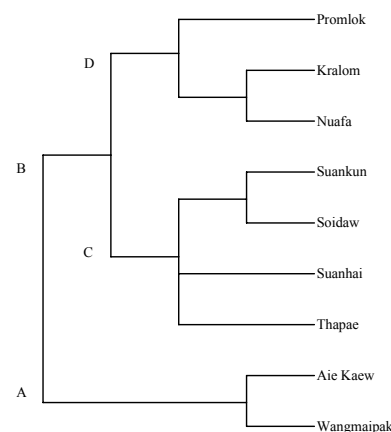 Promlok
D
Kralom
Nuafa
B
Suankun
Soidaw
C
Suanhai
Thapae
Aie Kaew
A
Wangmaipak